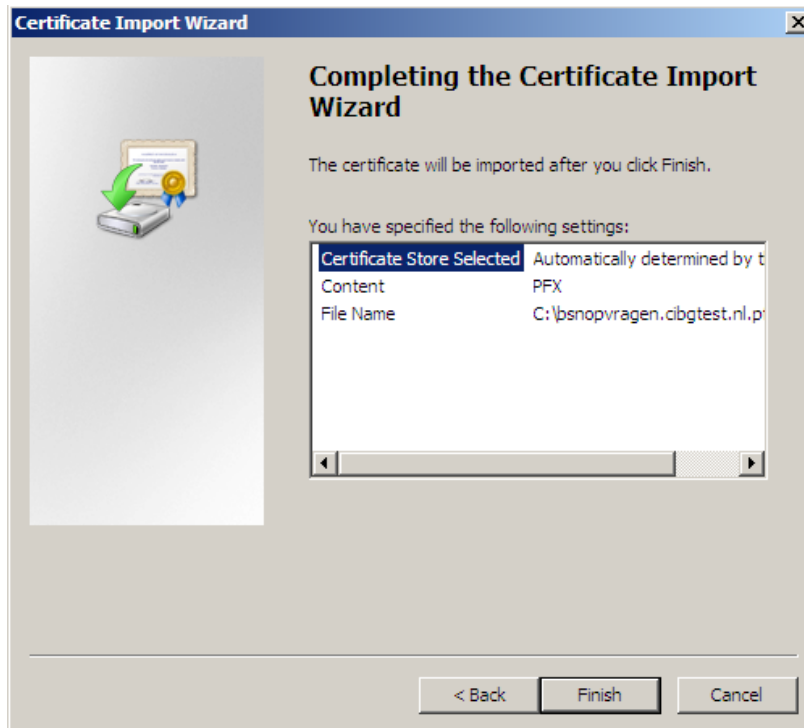 Certificate Import Wizard
Completing the Certificate Import
Wizard
The certificate will be imported after you click Finish.
You have specified the following settings:
Certificate Store Selected Automatically determined by t
Content PFX
File Name C:\bsnopvragen.cibgtest.nl.p
< Back Finish Cancel